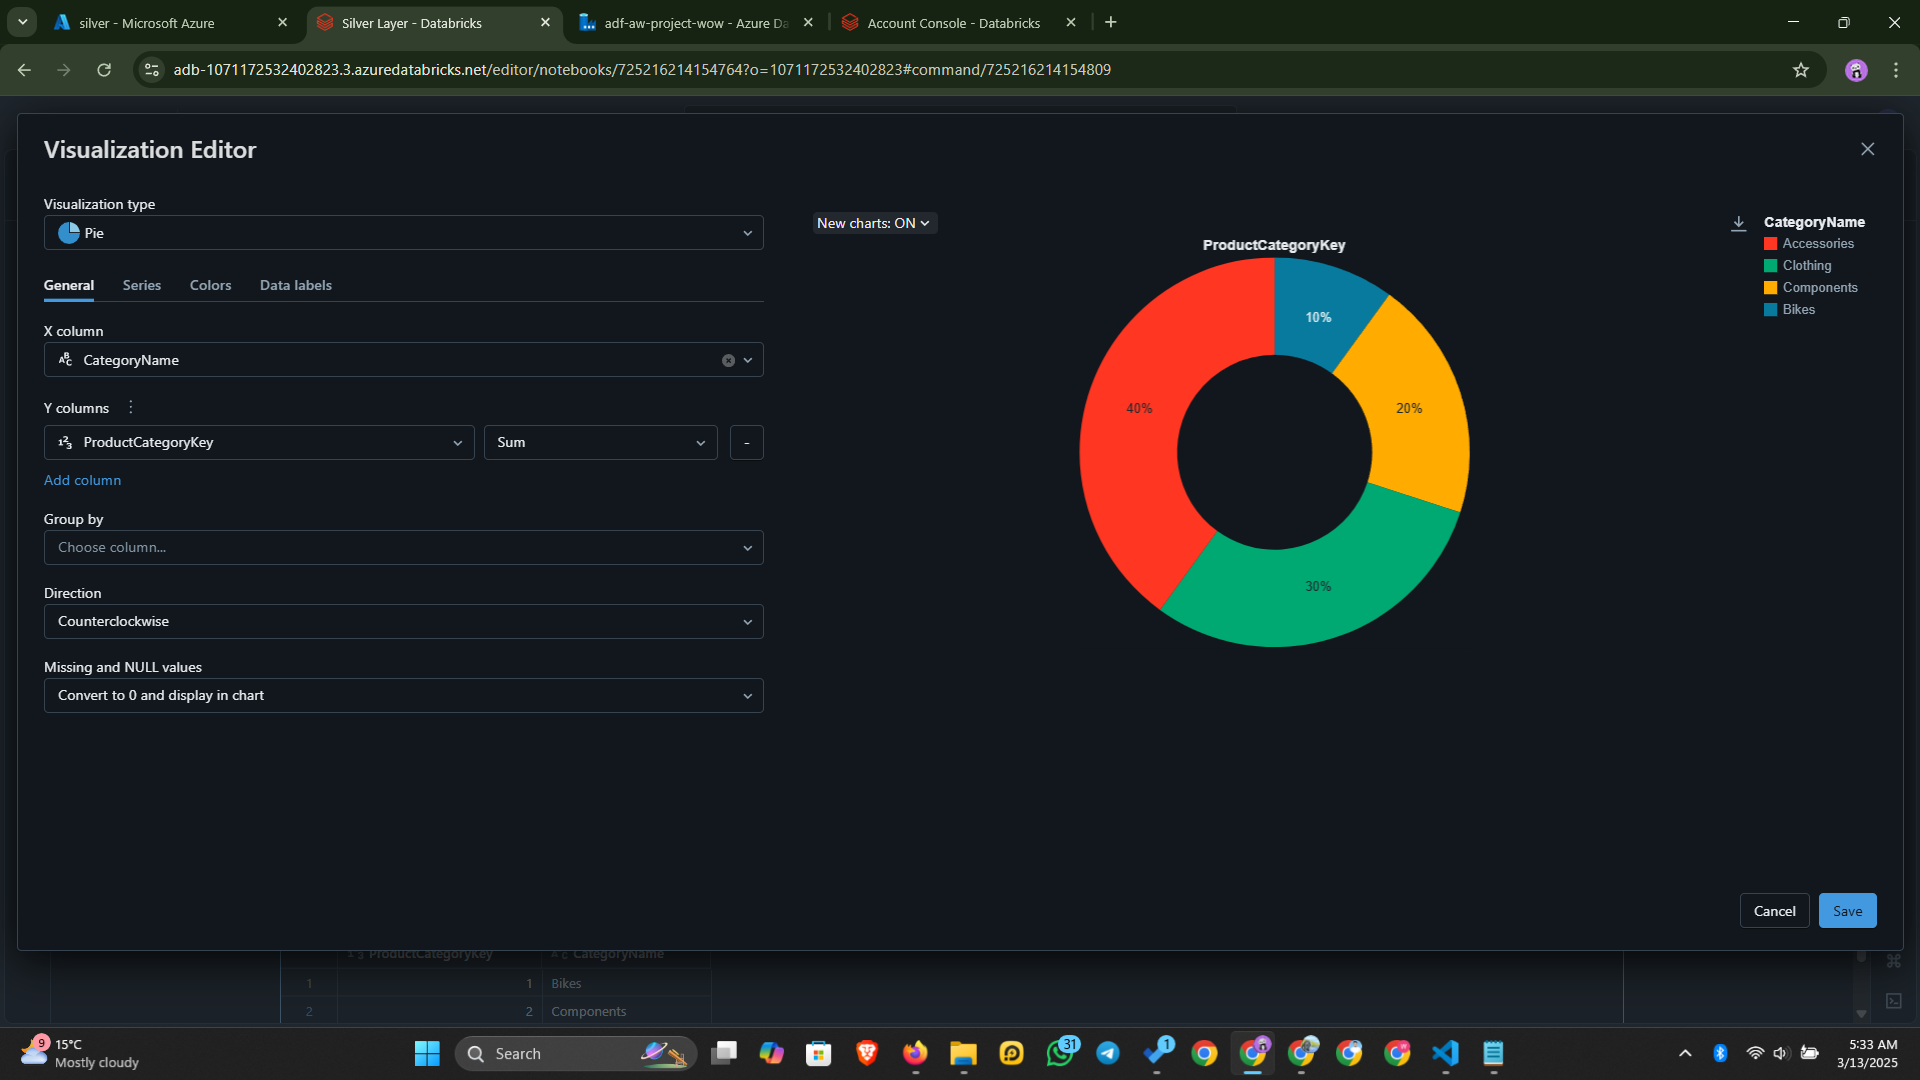 silver - Microsoft Azure
Silver Layer - Databricks
adf-aw-project-wow - Azure Da
Account Console - Databricks
adb-1071172532402823.3.azuredatabricks.net/editor/notebooks/725216214154764?o=1071172532402823#command/725216214154809
Visualization Editor
Visualization type
Pie
General
Series
Colors
Data labels
X column
CategoryName
Y columns
ProductCategoryKey
Sum
-
Add column
Group by
Choose column...
Direction
Counterclockwise
Missing and NULL values
Convert to 0 and display in chart
New charts: ON
ProductCategoryKey
10%
20%
30%
40%
CategoryName
Accessories
Clothing
Components
Bikes
Cancel
Save
ProductCategoryKey
CategoryName
1 1 Bikes
2 2 Components
9
15°C
Mostly cloudy
Search
31
1
5:33 AM
3/13/2025